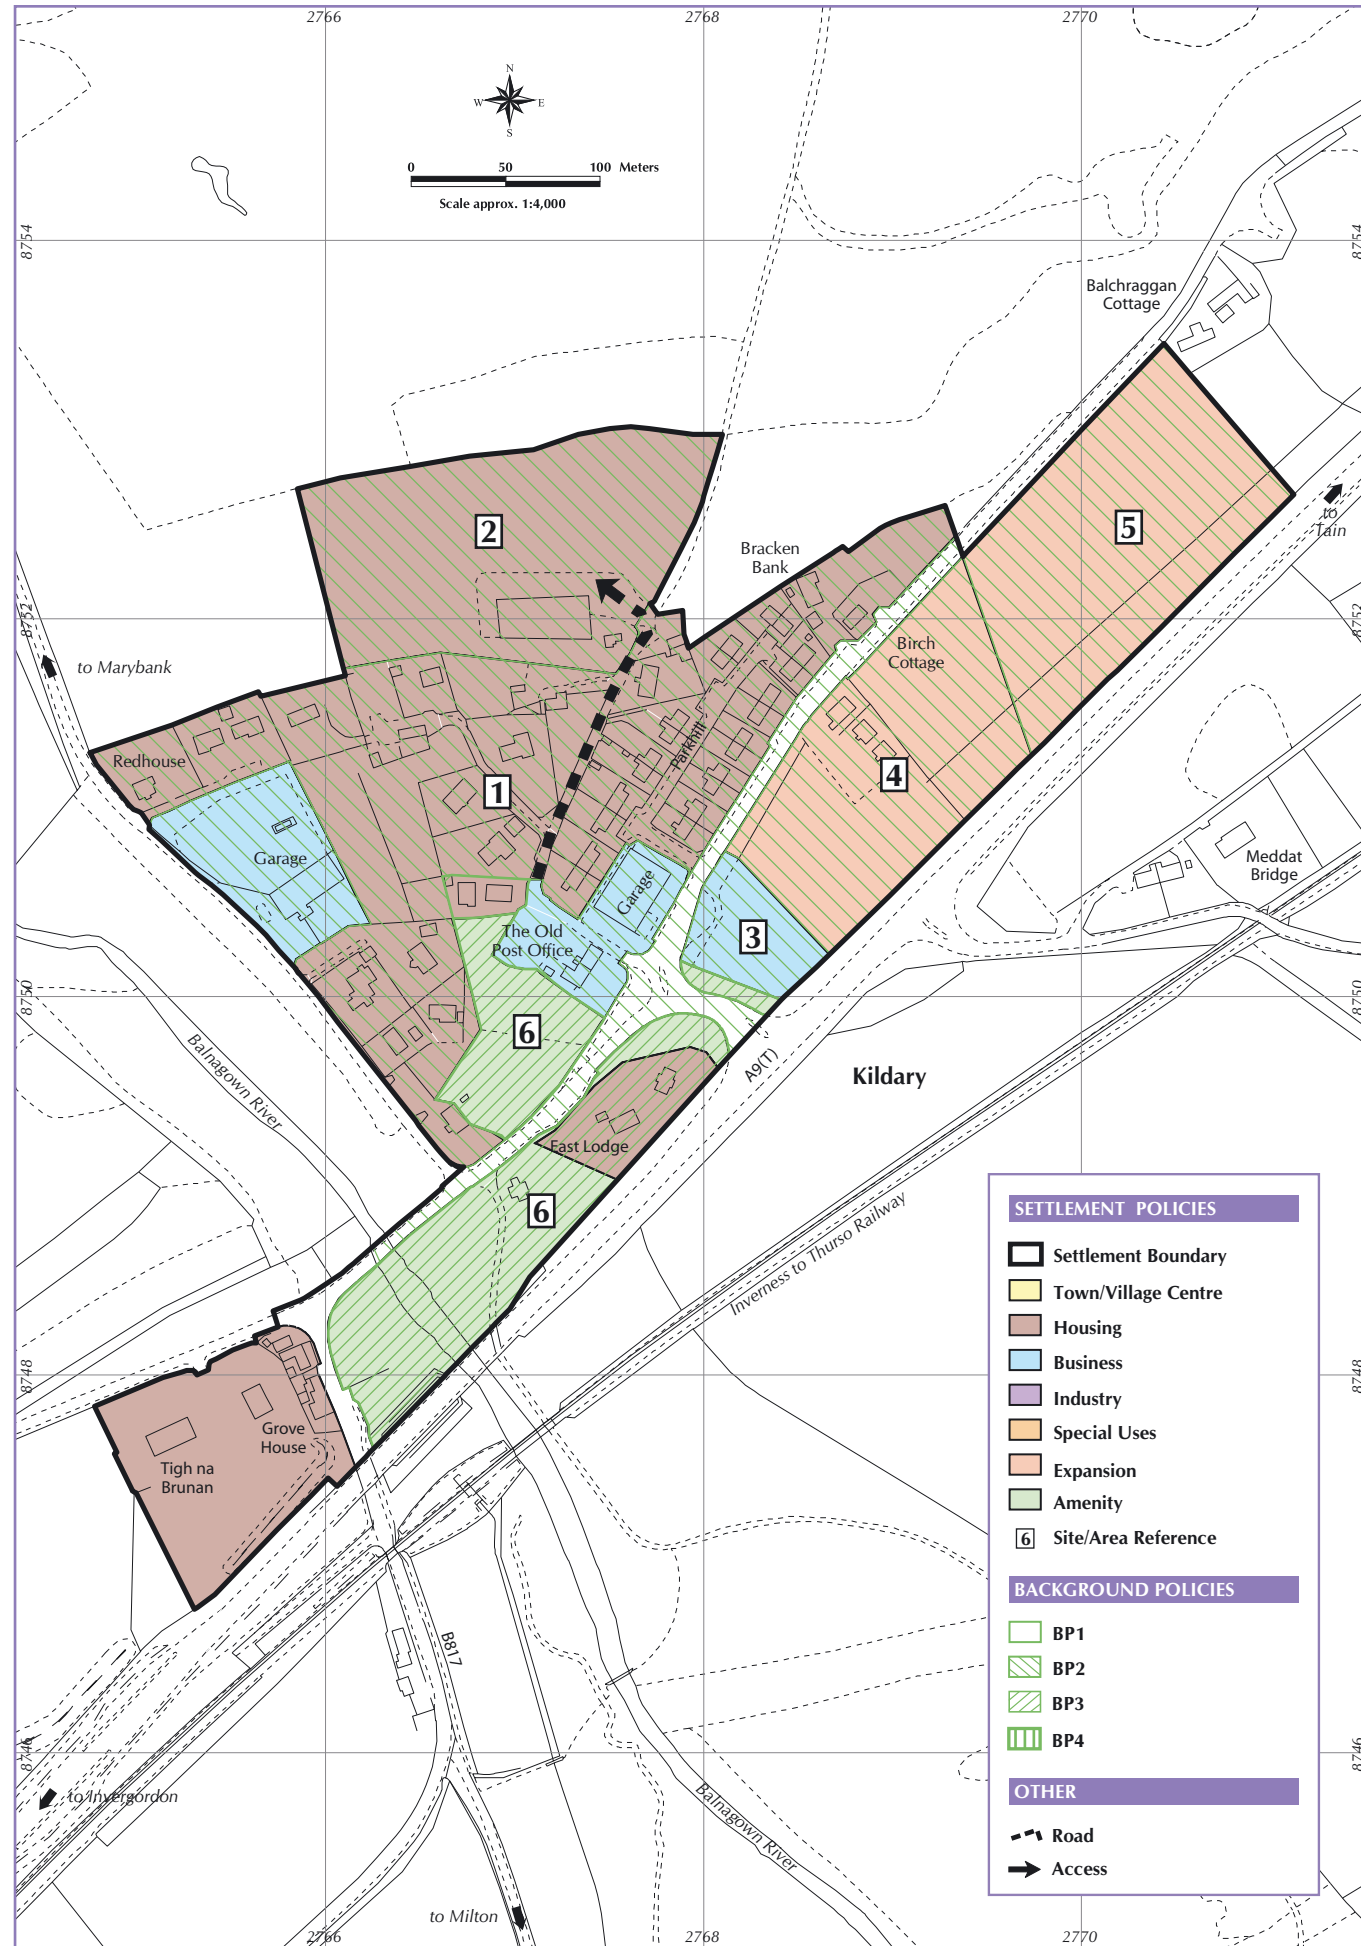 2766
2768
2770
N
W
E
S
0
50
100 Meters
Scale approx. 1:4,000
8754
8754
Balchraggan
Cottage
2
5
to
Tain
Bracken
Bank
8752
8752
to Marybank
Birch
Cottage
Redhouse
Parkhill
1
4
Garage
Garage
Meddat
Bridge
The Old
Post Office
3
8750
8750
6
Balnagown River
A9(T)
Kildary
East Lodge
6
Inverness to Thurso Railway
8748
8748
Grove
House
Tigh na
Brunan
B817
8746
8746
to Invergordon
Balnagown River
to Milton
2766
2768
2770
SETTLEMENT POLICIES
Settlement Boundary
Town/Village Centre
Housing
Business
Industry
Special Uses
Expansion
Amenity
6 Site/Area Reference
BACKGROUND POLICIES
BP1
BP2
BP3
BP4
OTHER
Road
Access